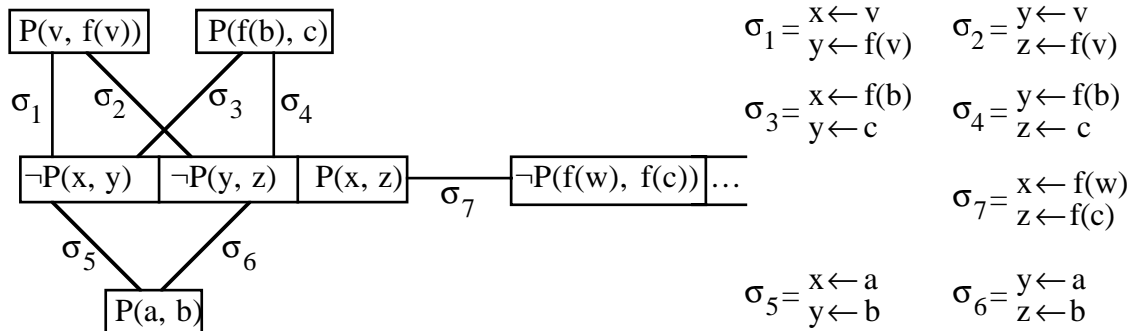 P(v, f(v)) P(f(b), c) σ1= x← v y← f(v) σ2= y← v z← f(v)
σ1 σ2 σ3 σ4 σ3= x← f(b) y← c σ4= y← f(b) z← c
¬P(x, y) ¬P(y, z) P(x, z) σ7 ¬P(f(w), f(c)) … σ7= x← f(w) z← f(c)
σ5 σ6
P(a, b) σ5= x← a y← b σ6= y← a z← b